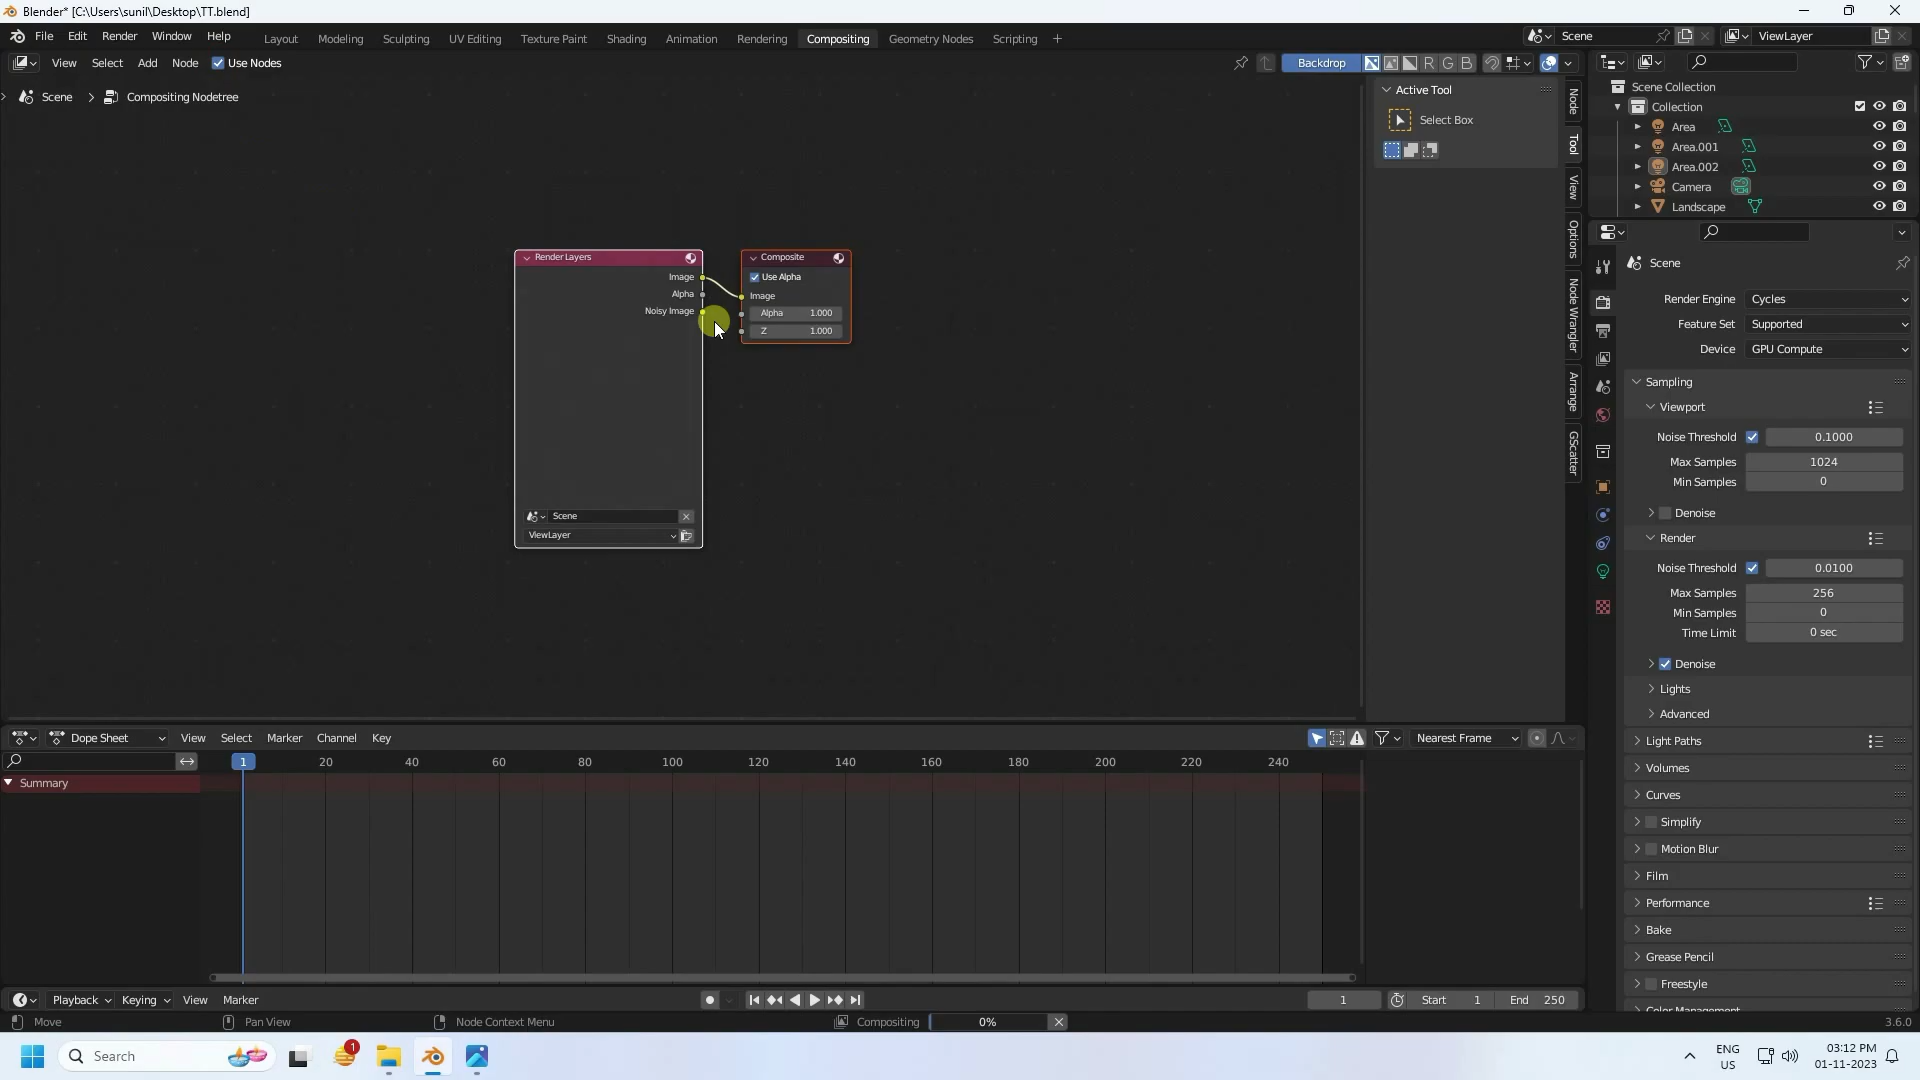 Blender* [C:\Users\sunil\Desktop\TT.blend]
File Edit Render Window Help
Layout Modeling Sculpting UV Editing Texture Paint Shading Animation Rendering Compositing Geometry Nodes Scripting
Scene
ViewLayer
View Select Add Node Use Nodes
Backdrop
R G B
Scene
Compositing Nodetree
Active Tool
Select Box
Node
Tool
View
Options
Node Wrangler
Arrange
GScatter
Scene Collection
Collection
Area
Area.001
Area.002
Camera
Landscape
Render Layers
Image
Alpha
Noisy Image
Scene
ViewLayer
Composite
Use Alpha
Image
Alpha 1.000
Z 1.000
Scene
Render Engine Cycles
Feature Set Supported
Device GPU Compute
Sampling
Viewport
Noise Threshold 0.1000
Max Samples 1024
Min Samples 0
Denoise
Render
Noise Threshold 0.0100
Max Samples 256
Min Samples 0
Time Limit 0 sec
Denoise
Lights
Advanced
Light Paths
Volumes
Curves
Simplify
Motion Blur
Film
Performance
Bake
Grease Pencil
Freestyle
Color Management
Dope Sheet View Select Marker Channel Key
Nearest Frame
1 20 40 60 80 100 120 140 160 180 200 220 240
Summary
Playback Keying View Marker
1 Start 1 End 250
Move Pan View Node Context Menu
Compositing 0%
3.6.0
Search
1
ENG
US
03:12 PM
01-11-2023